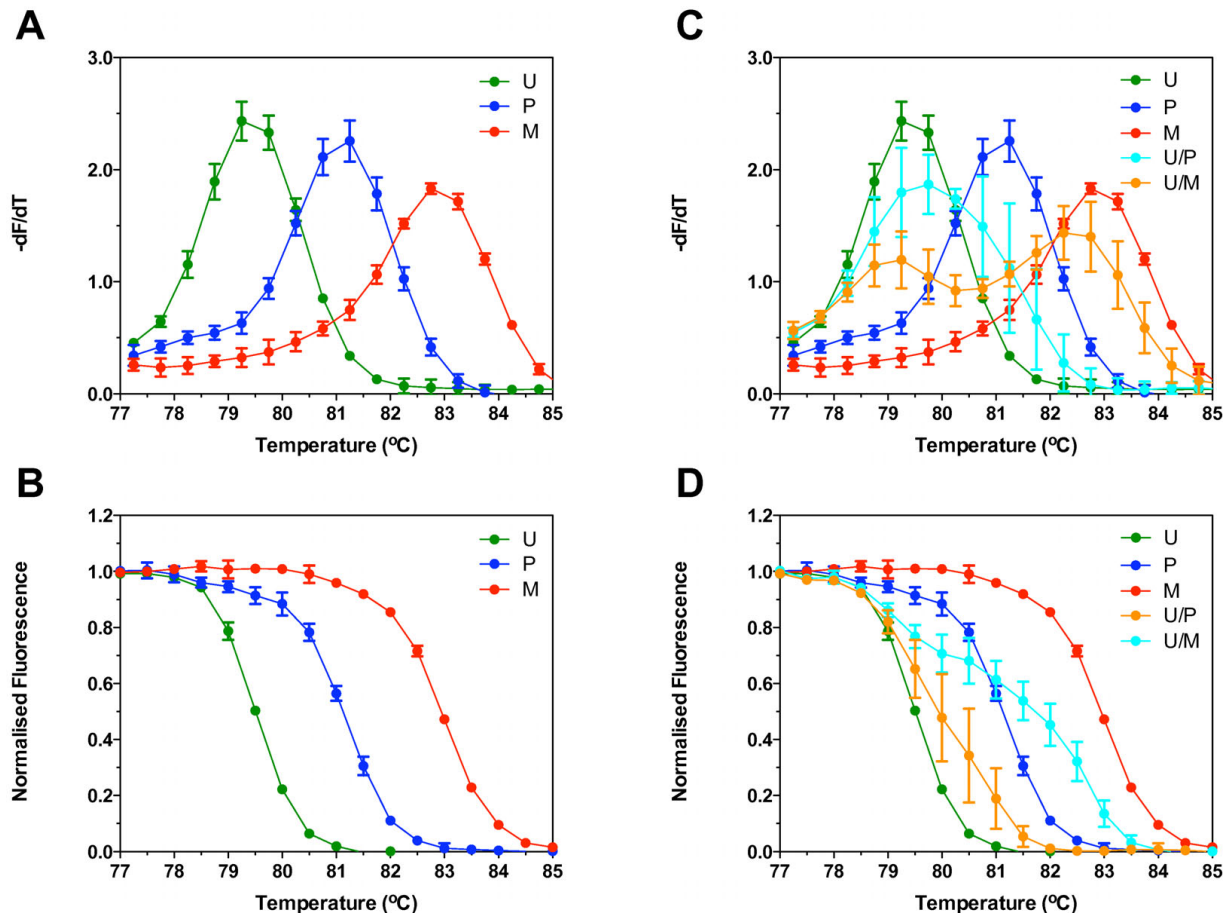 A
3.0
2.0
1.0
0.0
-dF/dT
U
P
M
77 78 79 80 81 82 83 84 85
Temperature (ºC)
C
3.0
2.0
1.0
0.0
-dF/dT
U
P
M
U/P
U/M
77 78 79 80 81 82 83 84 85
Temperature (ºC)
B
1.2
1.0
0.8
0.6
0.4
0.2
0.0
Normalised Fluorescence
U
P
M
77 78 79 80 81 82 83 84 85
Temperature (ºC)
D
1.2
1.0
0.8
0.6
0.4
0.2
0.0
Normalised Fluorescence
U
P
M
U/P
U/M
77 78 79 80 81 82 83 84 85
Temperature (ºC)